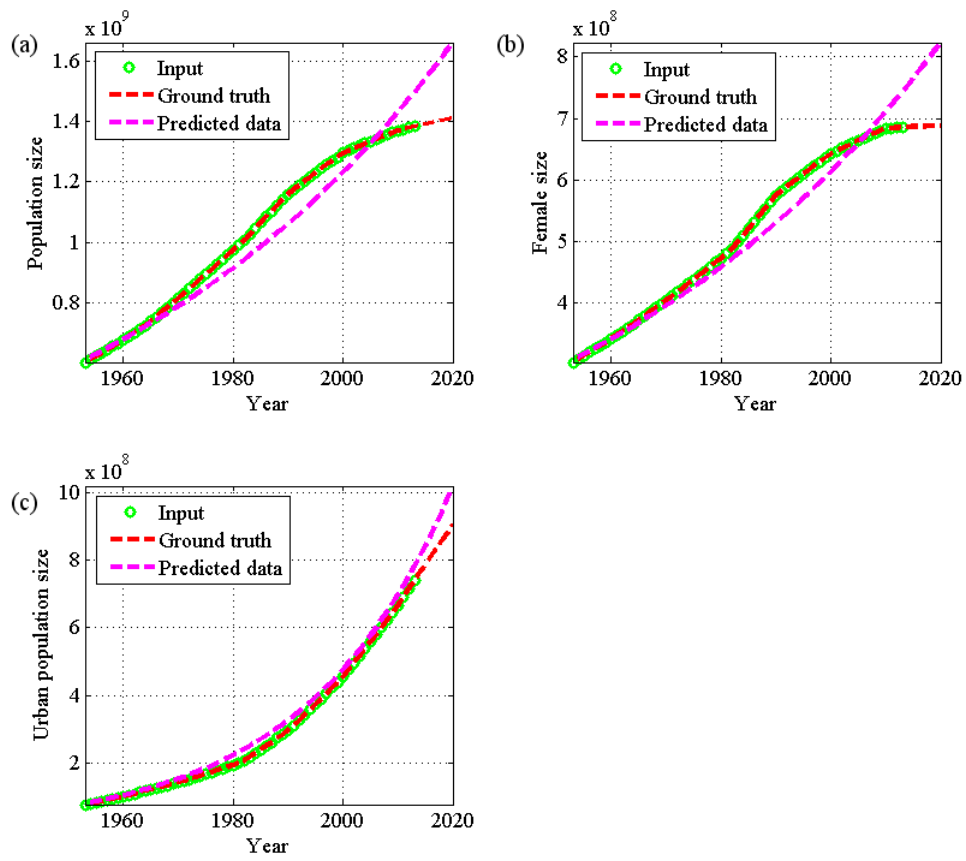 (a)
x 10^9
Population size
1.6
1.4
1.2
1
0.8
Input
Ground truth
Predicted data
1960 1980 2000 2020
Year
(b)
x 10^8
Female size
8
7
6
5
4
Input
Ground truth
Predicted data
1960 1980 2000 2020
Year
(c)
x 10^8
Urban population size
10
8
6
4
2
Input
Ground truth
Predicted data
1960 1980 2000 2020
Year